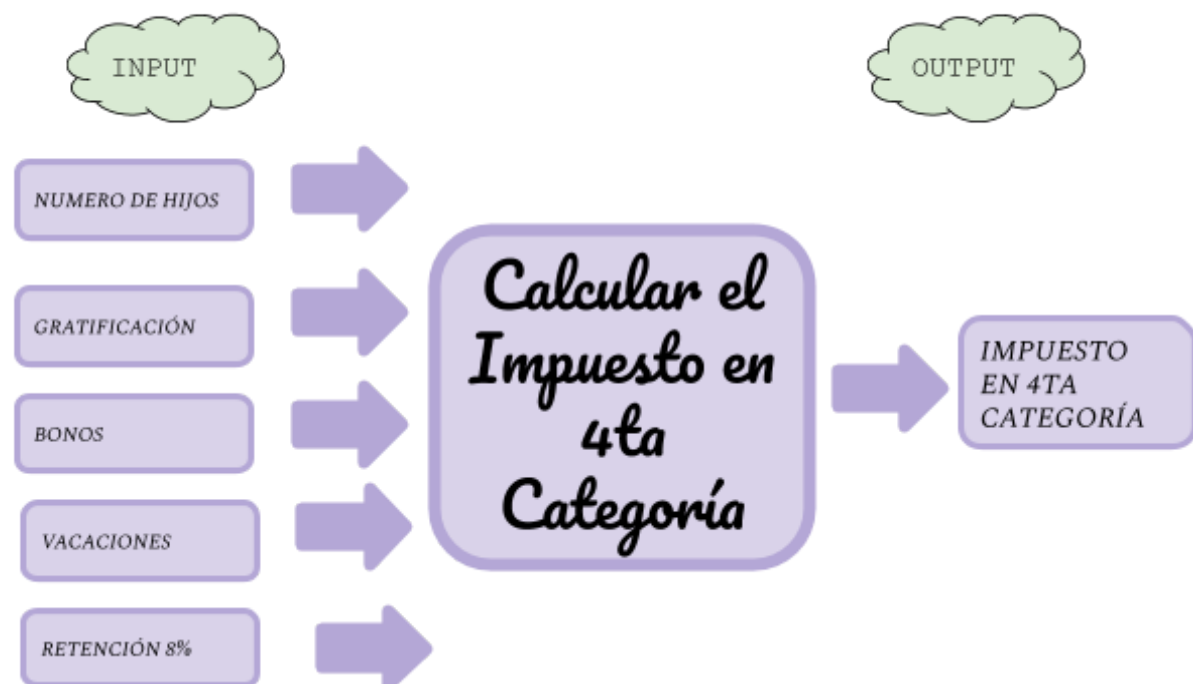 INPUT
OUTPUT
NUMERO DE HIJOS
GRATIFICACIÓN
BONOS
VACACIONES
RETENCIÓN 8%
Calcular el
Impuesto en
4ta
Categoría
IMPUESTO
EN 4TA
CATEGORÍA